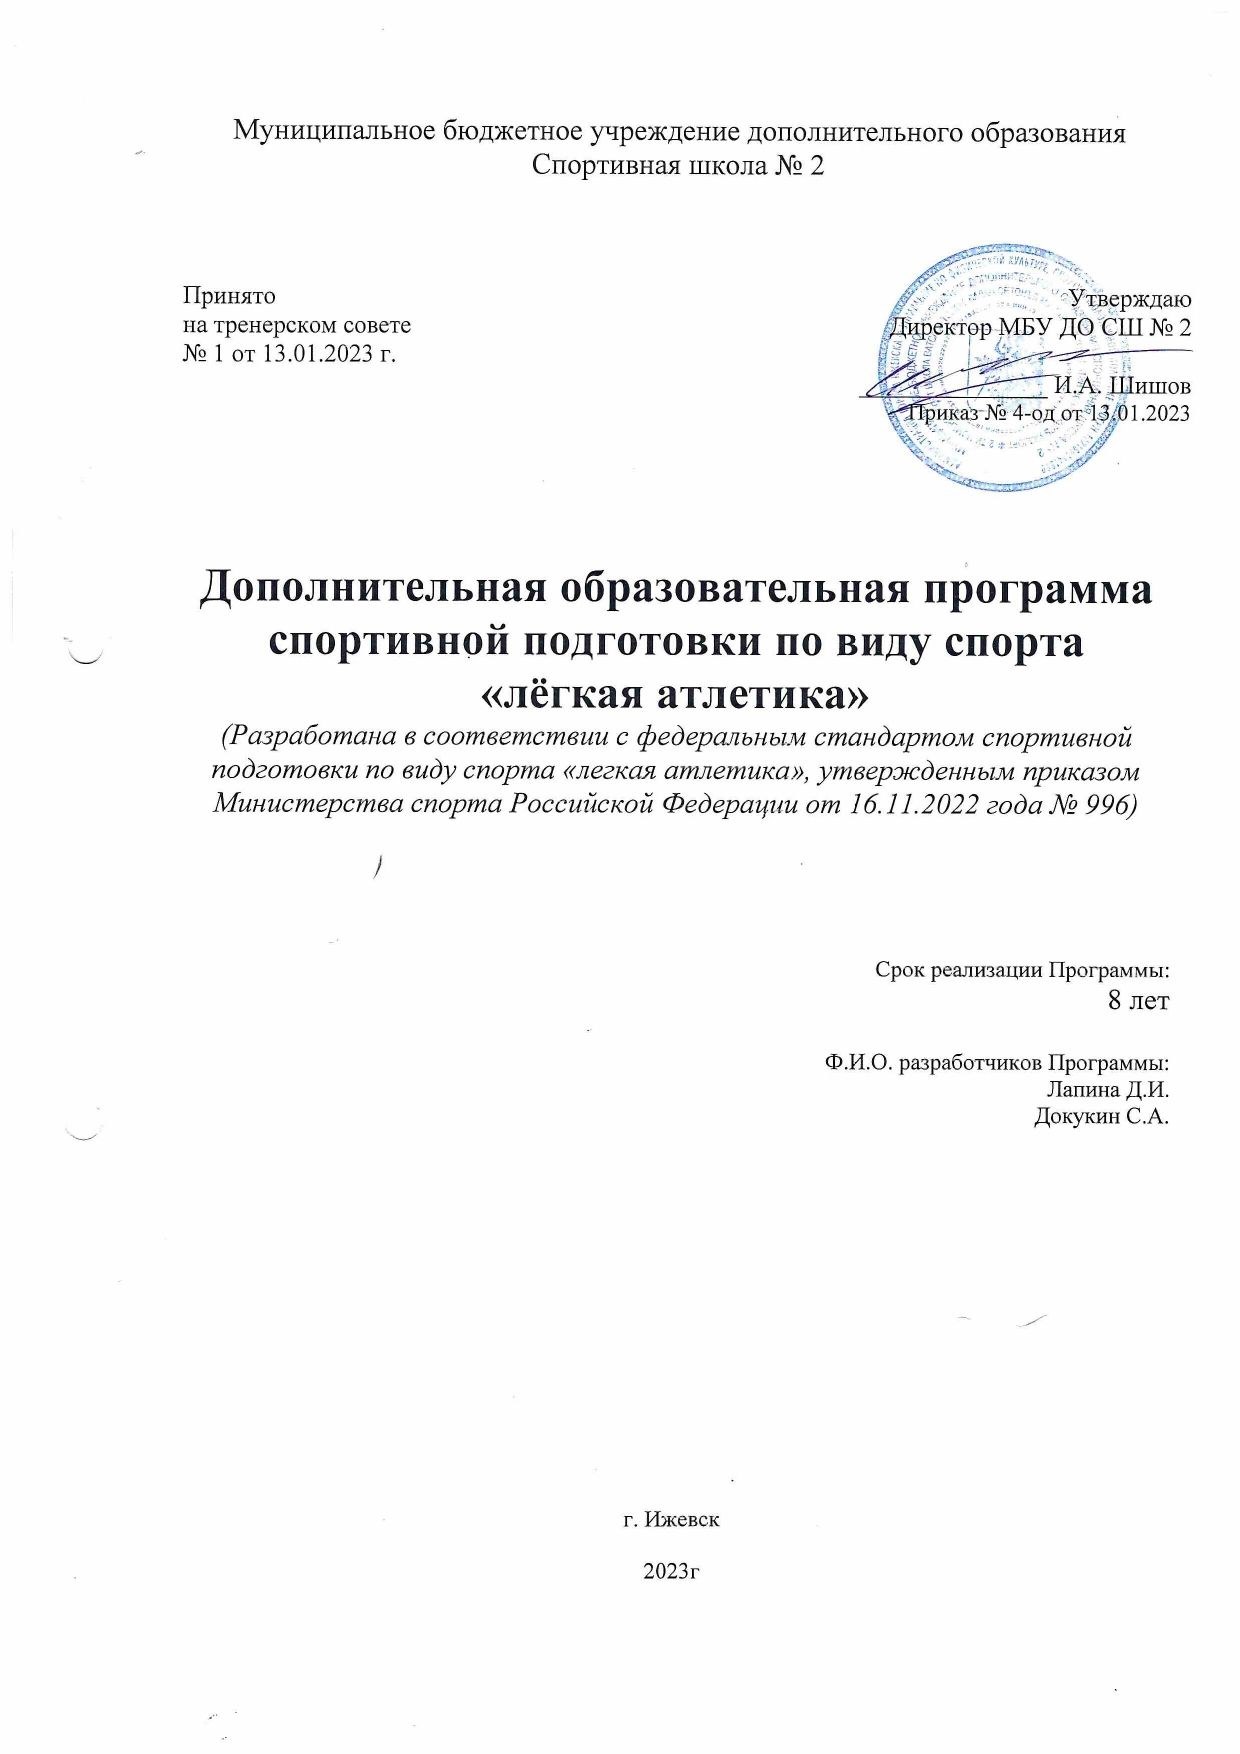 Муниципальное бюджетное учреждение дополнительного образования
Спортивная школа № 2
Принято
на тренерском совете
№ 1 от 13.01.2023 г.
Утверждаю
Директор МБУ ДО СШ № 2
И.А. Шишов
Приказ № 4-од от 13.01.2023
Дополнительная образовательная программа
спортивной подготовки по виду спорта
«лёгкая атлетика»
(Разработана в соответствии с федеральным стандартом спортивной
подготовки по виду спорта «легкая атлетика», утвержденным приказом
Министерства спорта Российской Федерации от 16.11.2022 года № 996)
Срок реализации Программы:
8 лет
Ф.И.О. разработчиков Программы:
Лапина Д.И.
Докукин С.А.
г. Ижевск
2023г